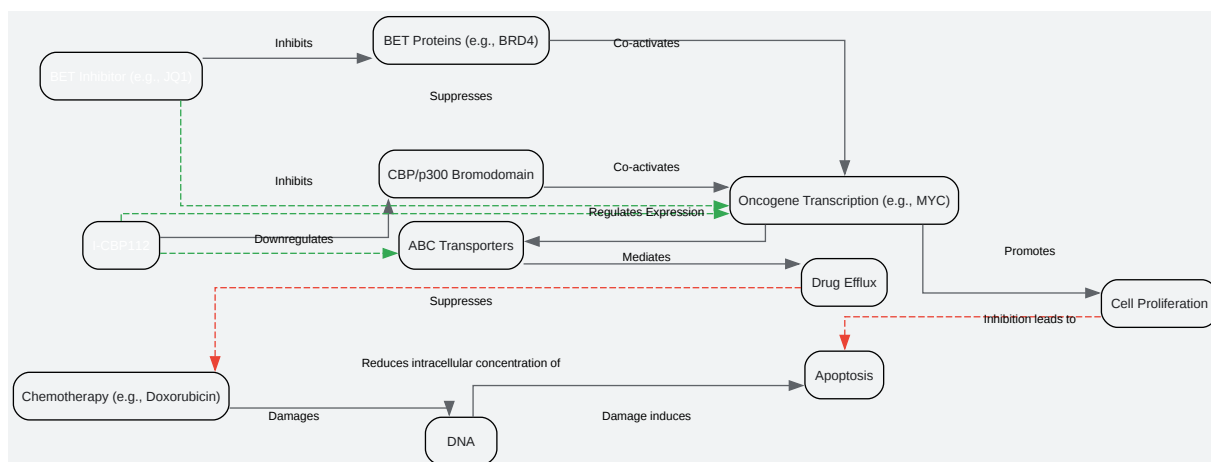 BET Proteins (e.g., BRD4)
Inhibits
Co-activates
BET Inhibitor (e.g., JQ1)
Suppresses
CBP/p300 Bromodomain
Co-activates
Inhibits
Oncogene Transcription (e.g., MYC)
Regulates Expression
I-CBP112
Downregulates
ABC Transporters
Mediates
Promotes
Drug Efflux
Suppresses
Cell Proliferation
Inhibition leads to
Reduces intracellular concentration of
Apoptosis
Chemotherapy (e.g., Doxorubicin)
Damages
Damage induces
DNA